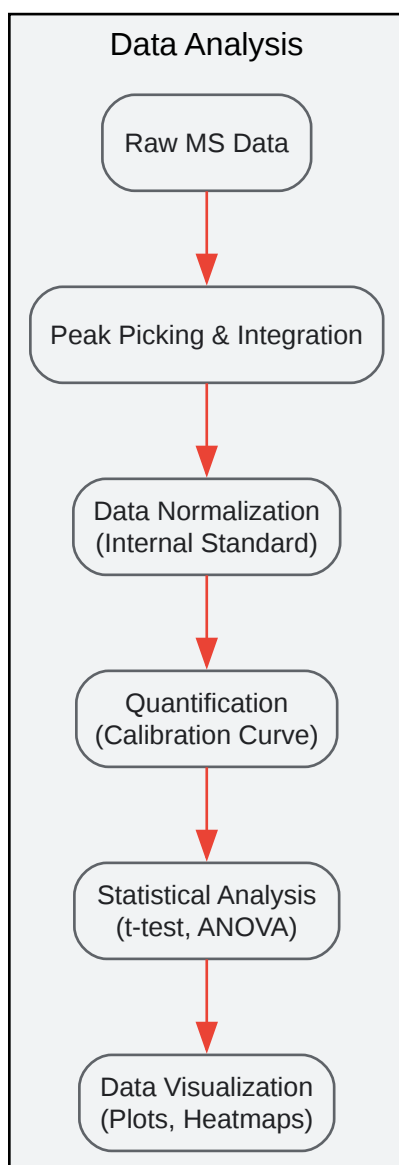 Data Analysis
Raw MS Data
Peak Picking & Integration
Data Normalization
(Internal Standard)
Quantification
(Calibration Curve)
Statistical Analysis
(t-test, ANOVA)
Data Visualization
(Plots, Heatmaps)